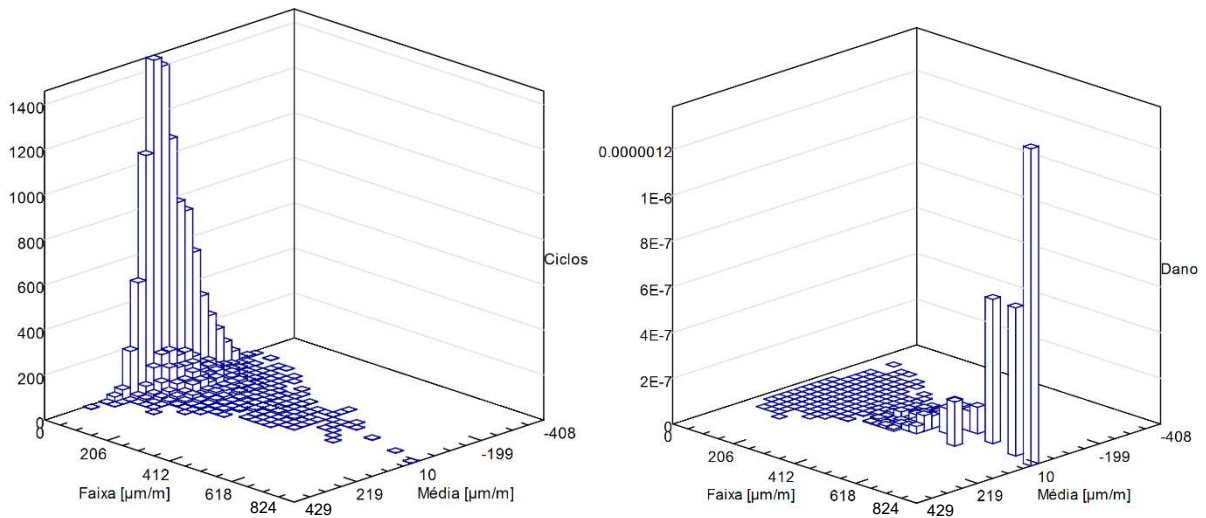 1400
1200
1000
800
600
400
200
0
0
206
412
618
824
Faixa [µm/m]
429
219
10
-199
-408
Média [µm/m]
Ciclos
0.0000012
1E-6
8E-7
6E-7
4E-7
2E-7
0
0
206
412
618
824
Faixa [µm/m]
429
219
10
-199
-408
Média [µm/m]
Dano